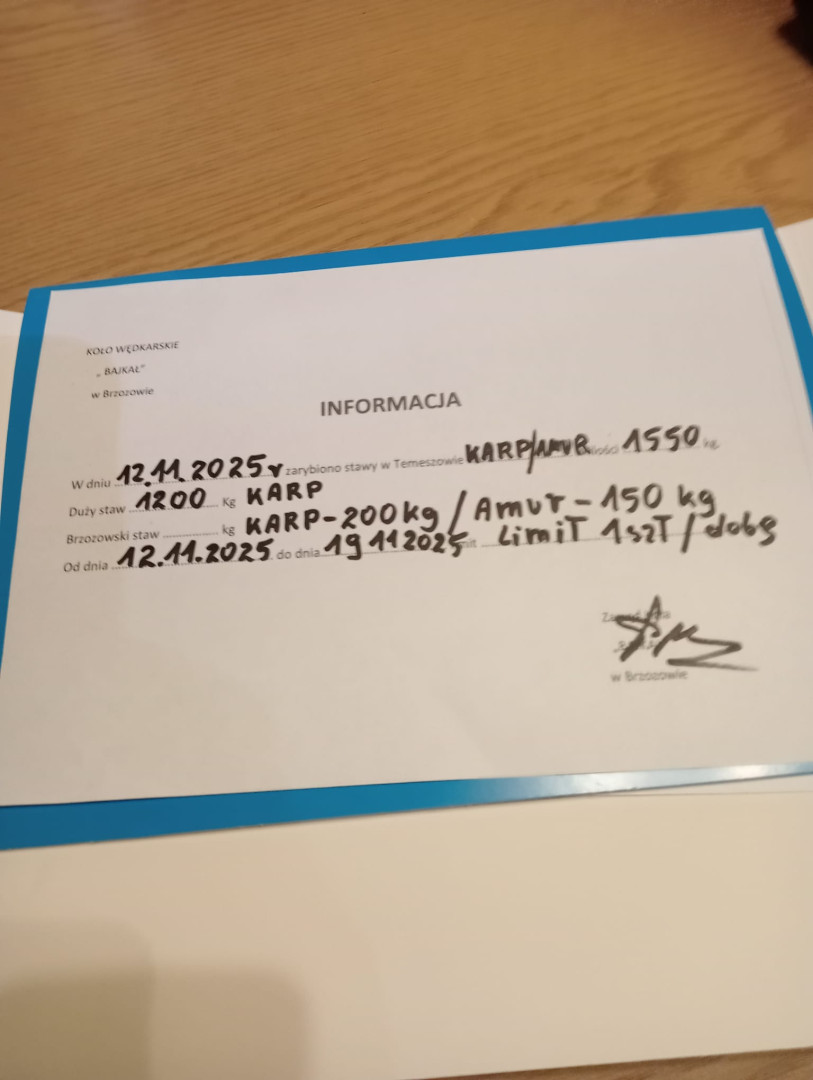 KOŁO WĘDKARSKIE
„ BAJKAŁ”
w Brzozowie
INFORMACJA
W dniu 12.11.2025r zarybiono stawy w Temeszowie KARP/AMUR ilości 1550 kg
Duży staw 1200 Kg KARP
Brzozowski staw ................ kg KARP-200kg / Amur - 150 kg
Od dnia 12.11.2025 do dnia 19 11 2025 Limit 1szt / dobę
w Brzozowie